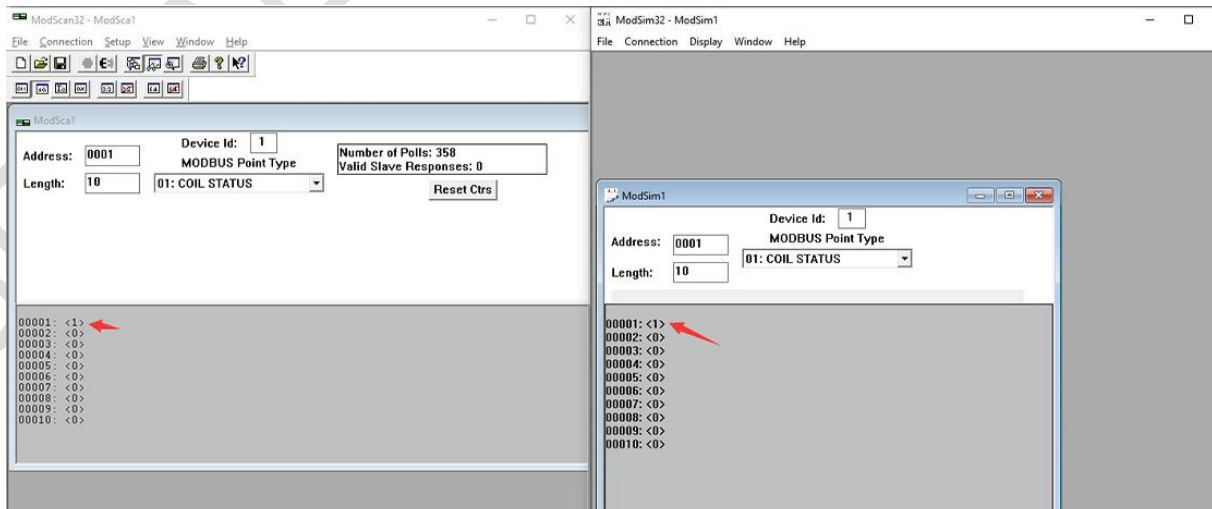 ModScan32 - ModSca1
File Connection Setup View Window Help
ModSca1
Address: 0001
Device Id: 1
MODBUS Point Type
Length: 10
01: COIL STATUS
Number of Polls: 358
Valid Slave Responses: 0
Reset Ctrs
00001: <1>
00002: <0>
00003: <0>
00004: <0>
00005: <0>
00006: <0>
00007: <0>
00008: <0>
00009: <0>
00010: <0>
ModSim32 - ModSim1
File Connection Display Window Help
ModSim1
Device Id: 1
Address: 0001
MODBUS Point Type
01: COIL STATUS
Length: 10
00001: <1>
00002: <0>
00003: <0>
00004: <0>
00005: <0>
00006: <0>
00007: <0>
00008: <0>
00009: <0>
00010: <0>